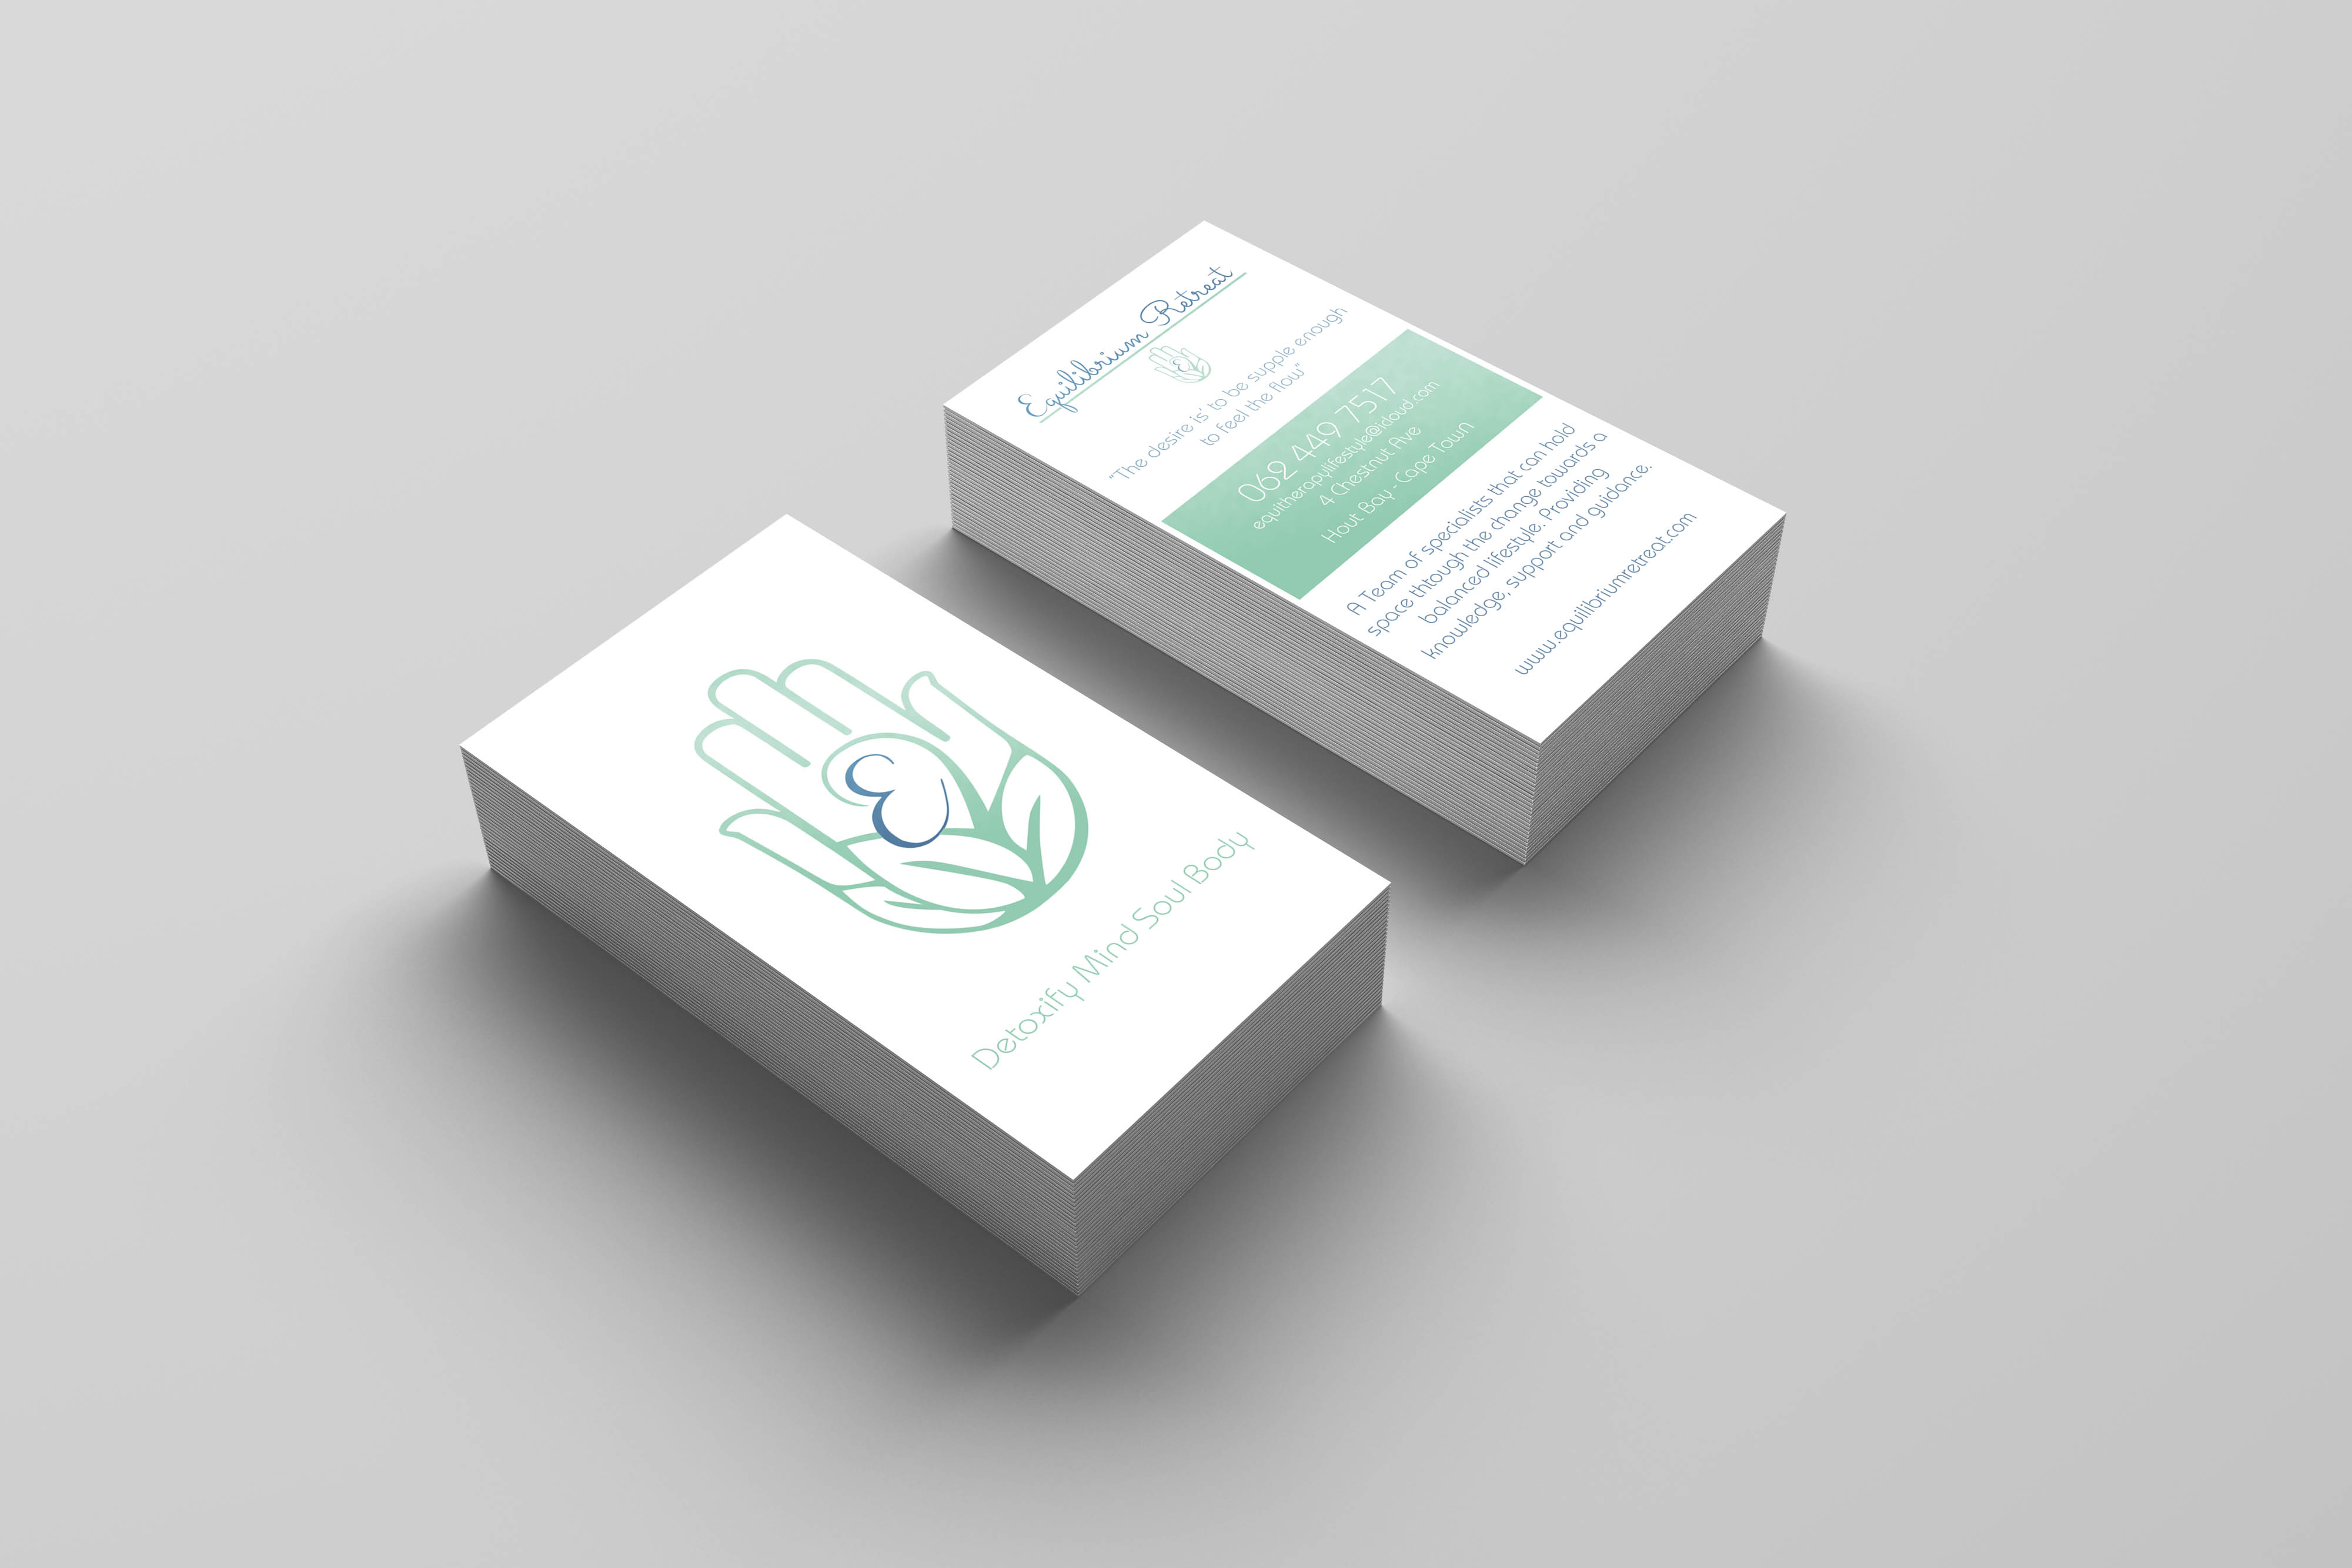 Equilibrium Retreat
"The desire is' to be supple enough
to feel the flow"
062 449 7517
equitherapylifestyle@icloud.com
4 Chestnut Ave
Hout Bay - Cape Town
A Team of specialists that can hold
space thtough the change towards a
balanced lifestyle. Providing
knowledge, support and guidance.
www.equilibriumretreat.com
Detoxify Mind Soul Body